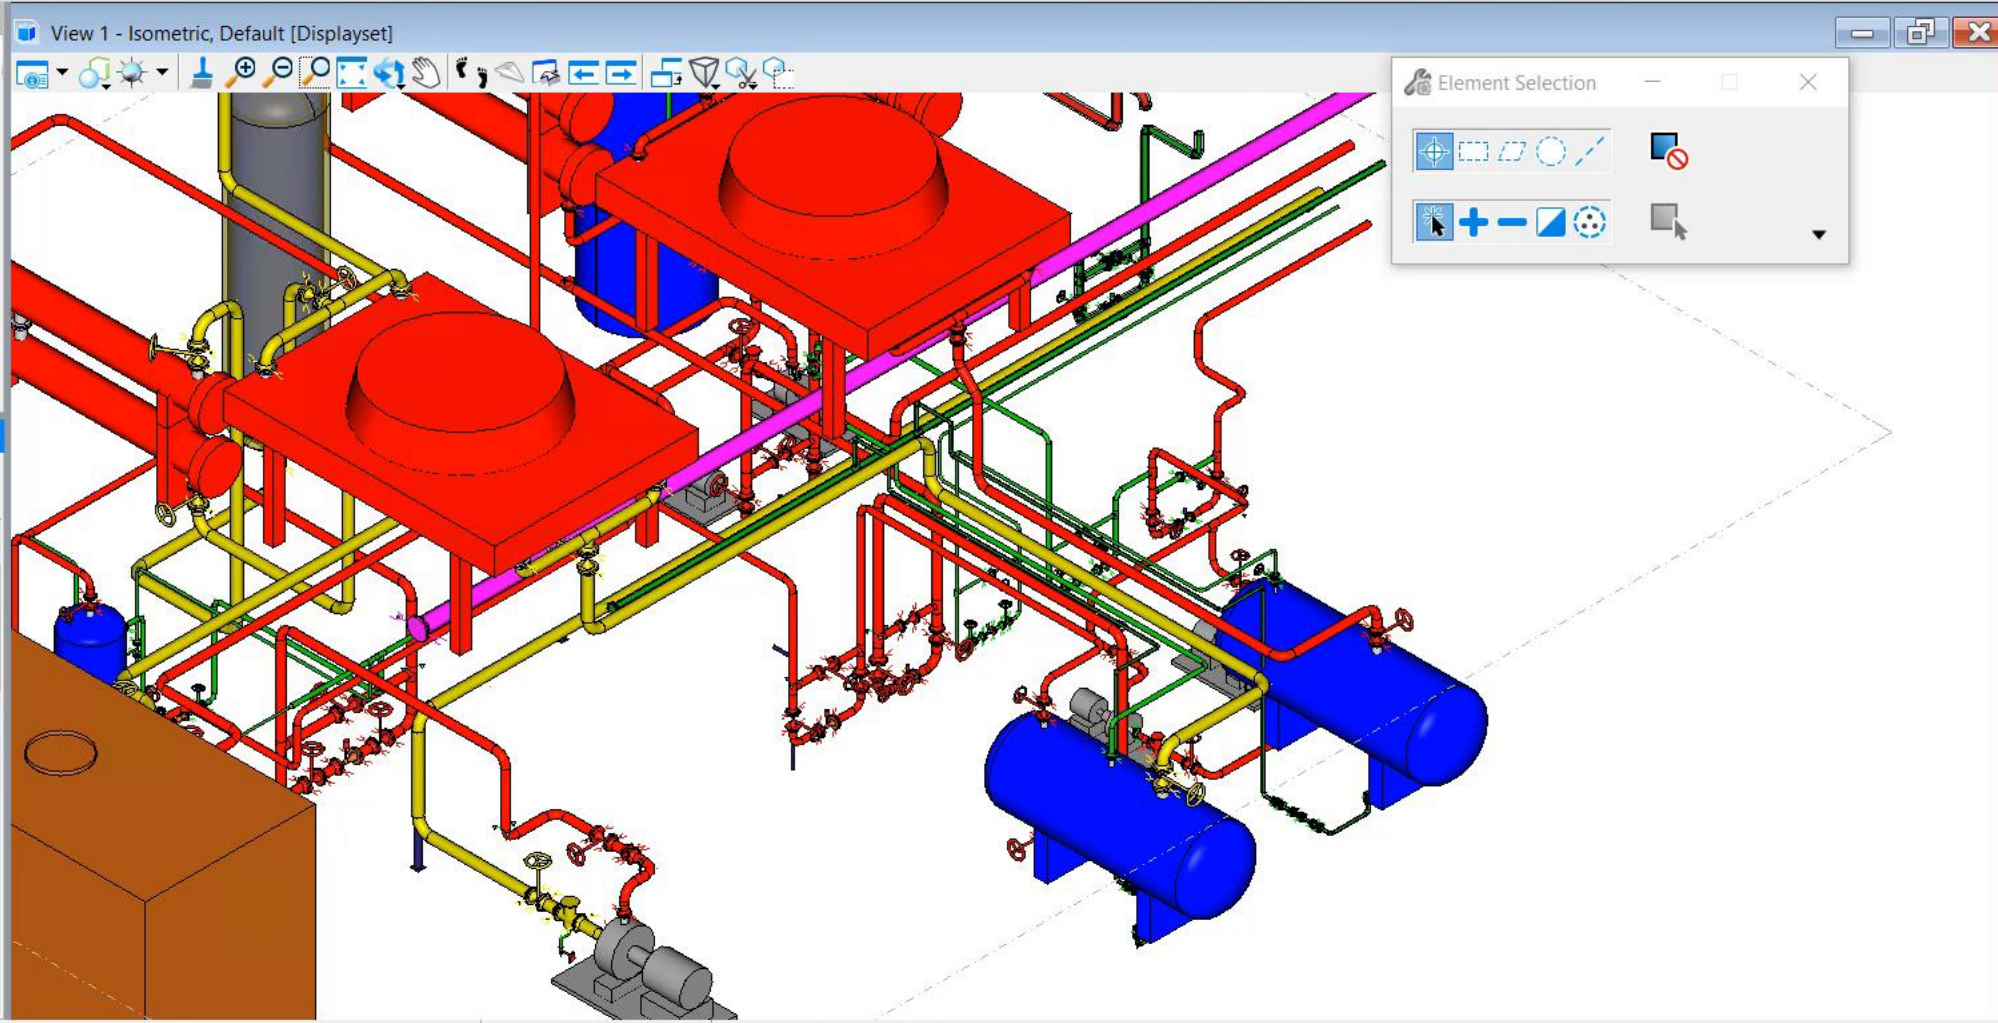 View 1 - Isometric, Default [Displayset]
Element Selection